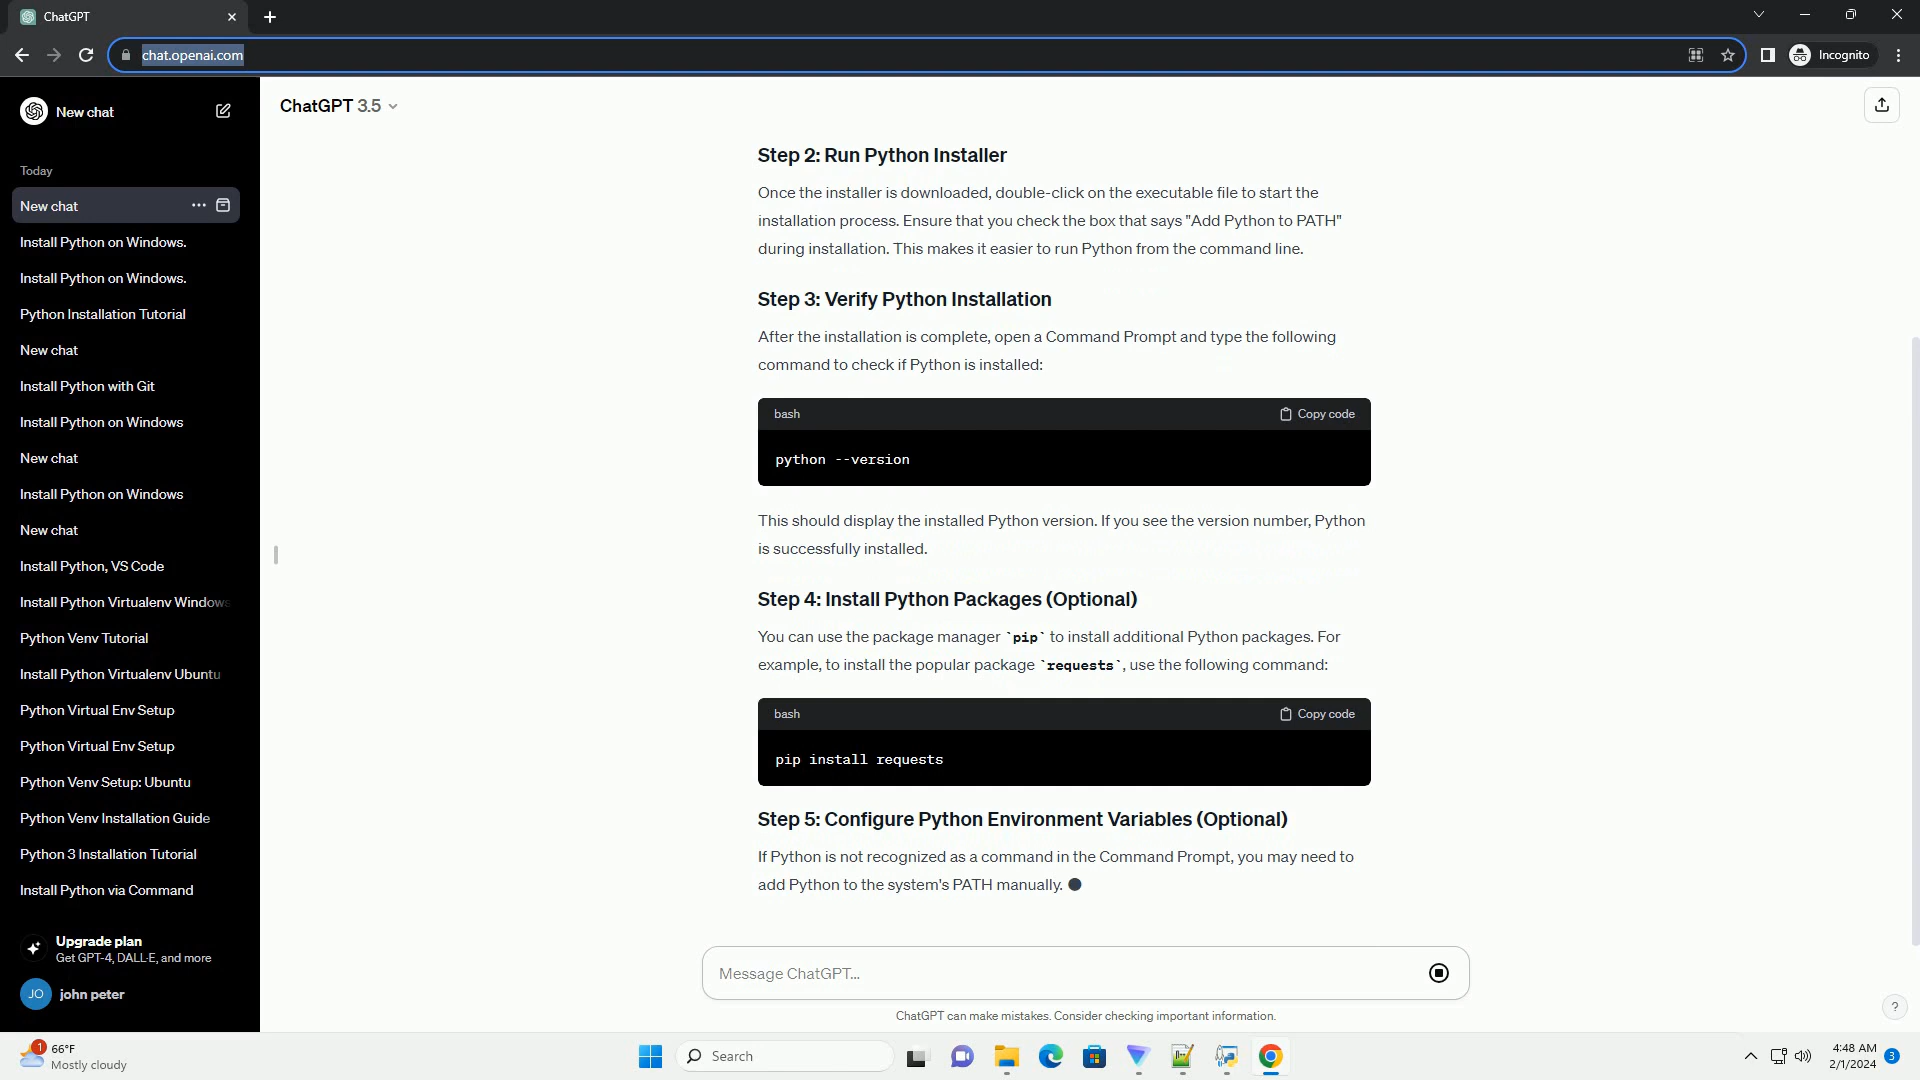 ChatGPT
chat.openai.com
Incognito
New chat
Today
New chat
Install Python on Windows.
Install Python on Windows.
Python Installation Tutorial
New chat
Install Python with Git
Install Python on Windows
New chat
Install Python on Windows
New chat
Install Python, VS Code
Install Python Virtualenv Windows
Python Venv Tutorial
Install Python Virtualenv Ubuntu
Python Virtual Env Setup
Python Virtual Env Setup
Python Venv Setup: Ubuntu
Python Venv Installation Guide
Python 3 Installation Tutorial
Install Python via Command
Upgrade plan
Get GPT-4, DALL·E, and more
JO john peter
ChatGPT 3.5
Step 2: Run Python Installer
Once the installer is downloaded, double-click on the executable file to start the
installation process. Ensure that you check the box that says "Add Python to PATH"
during installation. This makes it easier to run Python from the command line.
Step 3: Verify Python Installation
After the installation is complete, open a Command Prompt and type the following
command to check if Python is installed:
bash Copy code
python --version
This should display the installed Python version. If you see the version number, Python
is successfully installed.
Step 4: Install Python Packages (Optional)
You can use the package manager `pip` to install additional Python packages. For
example, to install the popular package `requests`, use the following command:
bash Copy code
pip install requests
Step 5: Configure Python Environment Variables (Optional)
If Python is not recognized as a command in the Command Prompt, you may need to
add Python to the system's PATH manually.
Message ChatGPT...
ChatGPT can make mistakes. Consider checking important information.
?
1
66°F
Mostly cloudy
Search
4:48 AM
2/1/2024
3